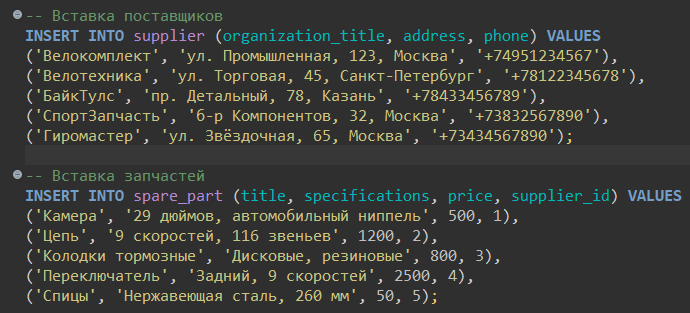 -- Вставка поставщиков
INSERT INTO supplier (organization_title, address, phone) VALUES
('Велокомплект', 'ул. Промышленная, 123, Москва', '+74951234567'),
('Велотехника', 'ул. Торговая, 45, Санкт-Петербург', '+78122345678'),
('БайкТулс', 'пр. Детальный, 78, Казань', '+78433456789'),
('СпортЗапчасть', 'б-р Компонентов, 32, Москва', '+73832567890'),
('Гиромастер', 'ул. Звёздочная, 65, Москва', '+73434567890');
-- Вставка запчастей
INSERT INTO spare_part (title, specifications, price, supplier_id) VALUES
('Камера', '29 дюймов, автомобильный ниппель', 500, 1),
('Цепь', '9 скоростей, 116 звеньев', 1200, 2),
('Колодки тормозные', 'Дисковые, резиновые', 800, 3),
('Переключатель', 'Задний, 9 скоростей', 2500, 4),
('Спицы', 'Нержавеющая сталь, 260 мм', 50, 5);